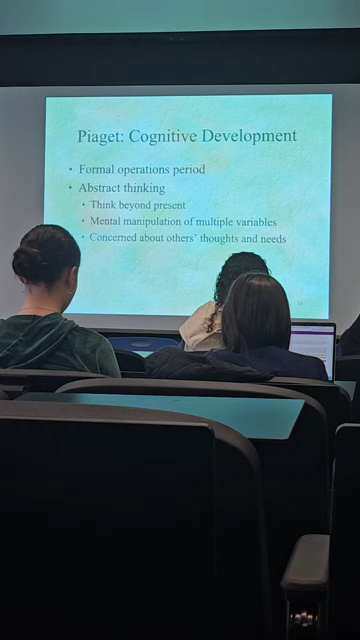 Piaget: Cognitive Development
• Formal operations period
• Abstract thinking
• Think beyond present
• Mental manipulation of multiple variables
• Concerned about others' thoughts and needs